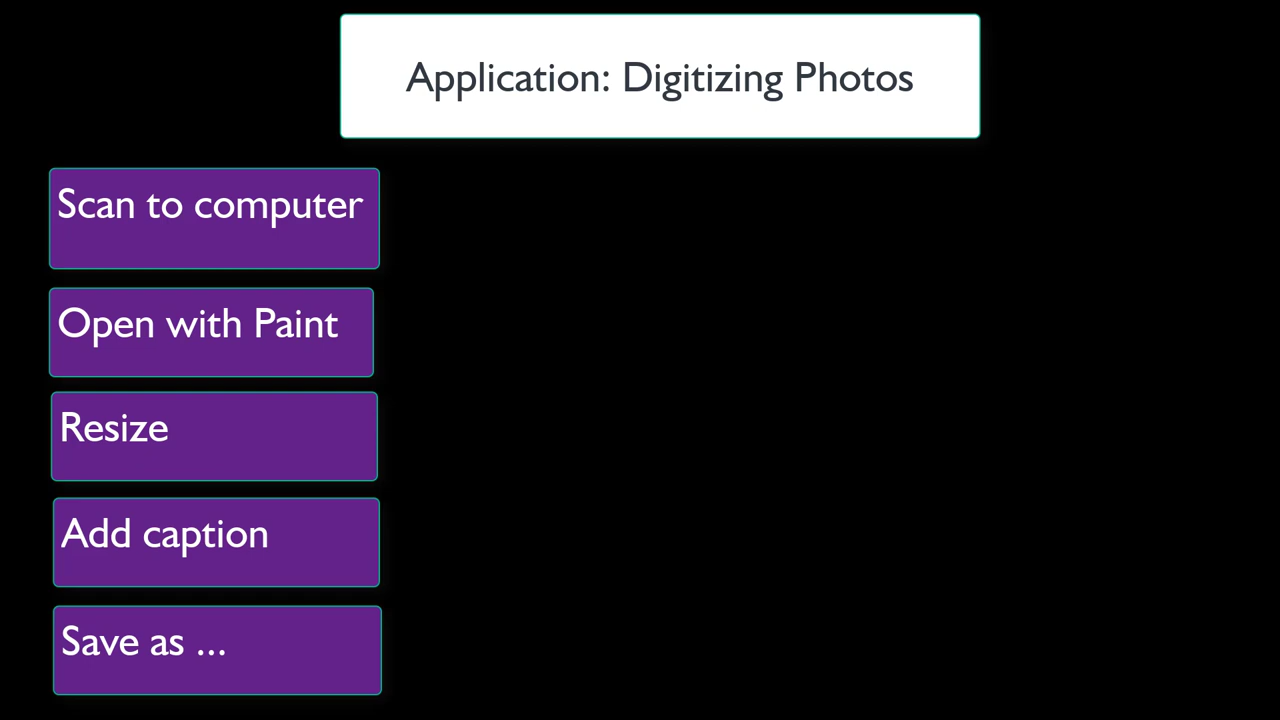 Application: Digitizing Photos
Scan to computer
Open with Paint
Resize
Add caption
Save as ...